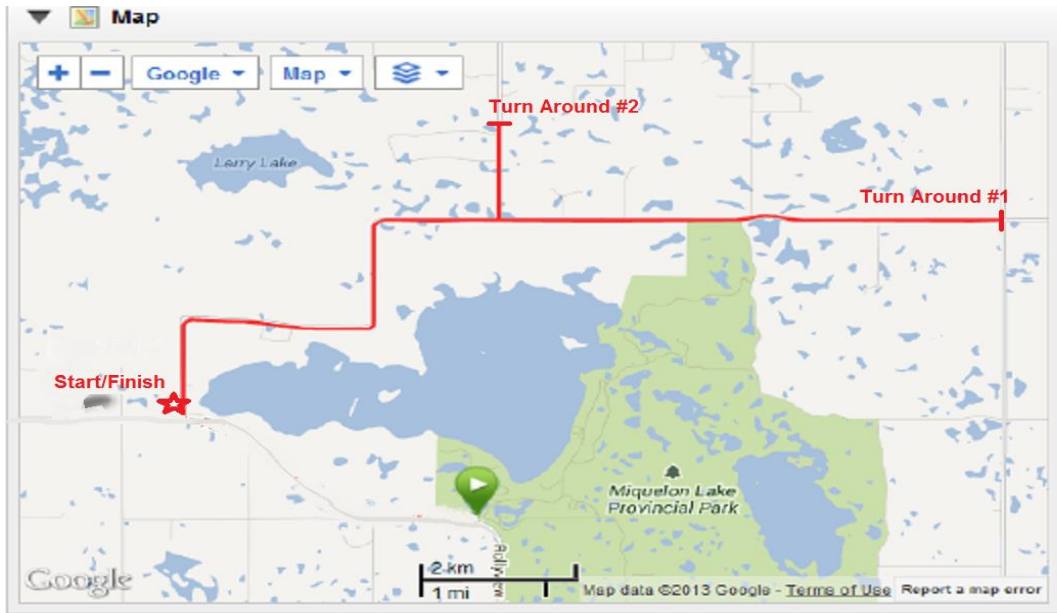 Map
+ − Google Map
Turn Around #2
Larry Lake
Turn Around #1
Start/Finish
Miquelon Lake
Provincial Park
Rollyview
2 km
1 mi
Google
Map data ©2013 Google - Terms of Use Report a map error